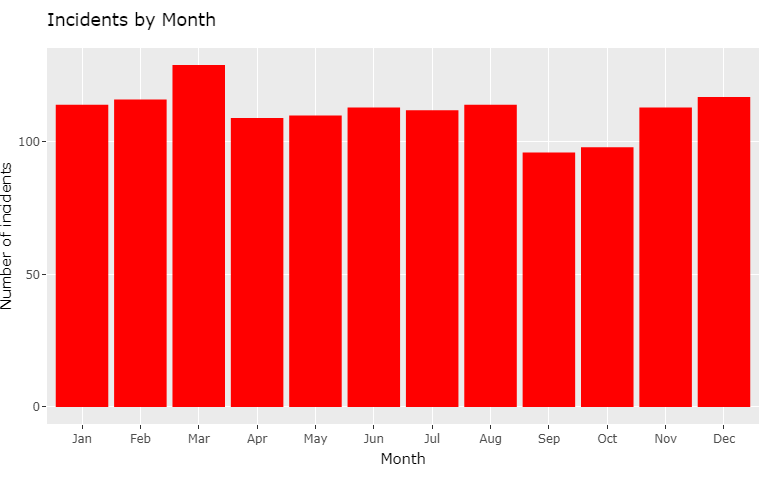 Incidents by Month
Number of incidents
100
50
0
Jan Feb Mar Apr May Jun Jul Aug Sep Oct Nov Dec
Month